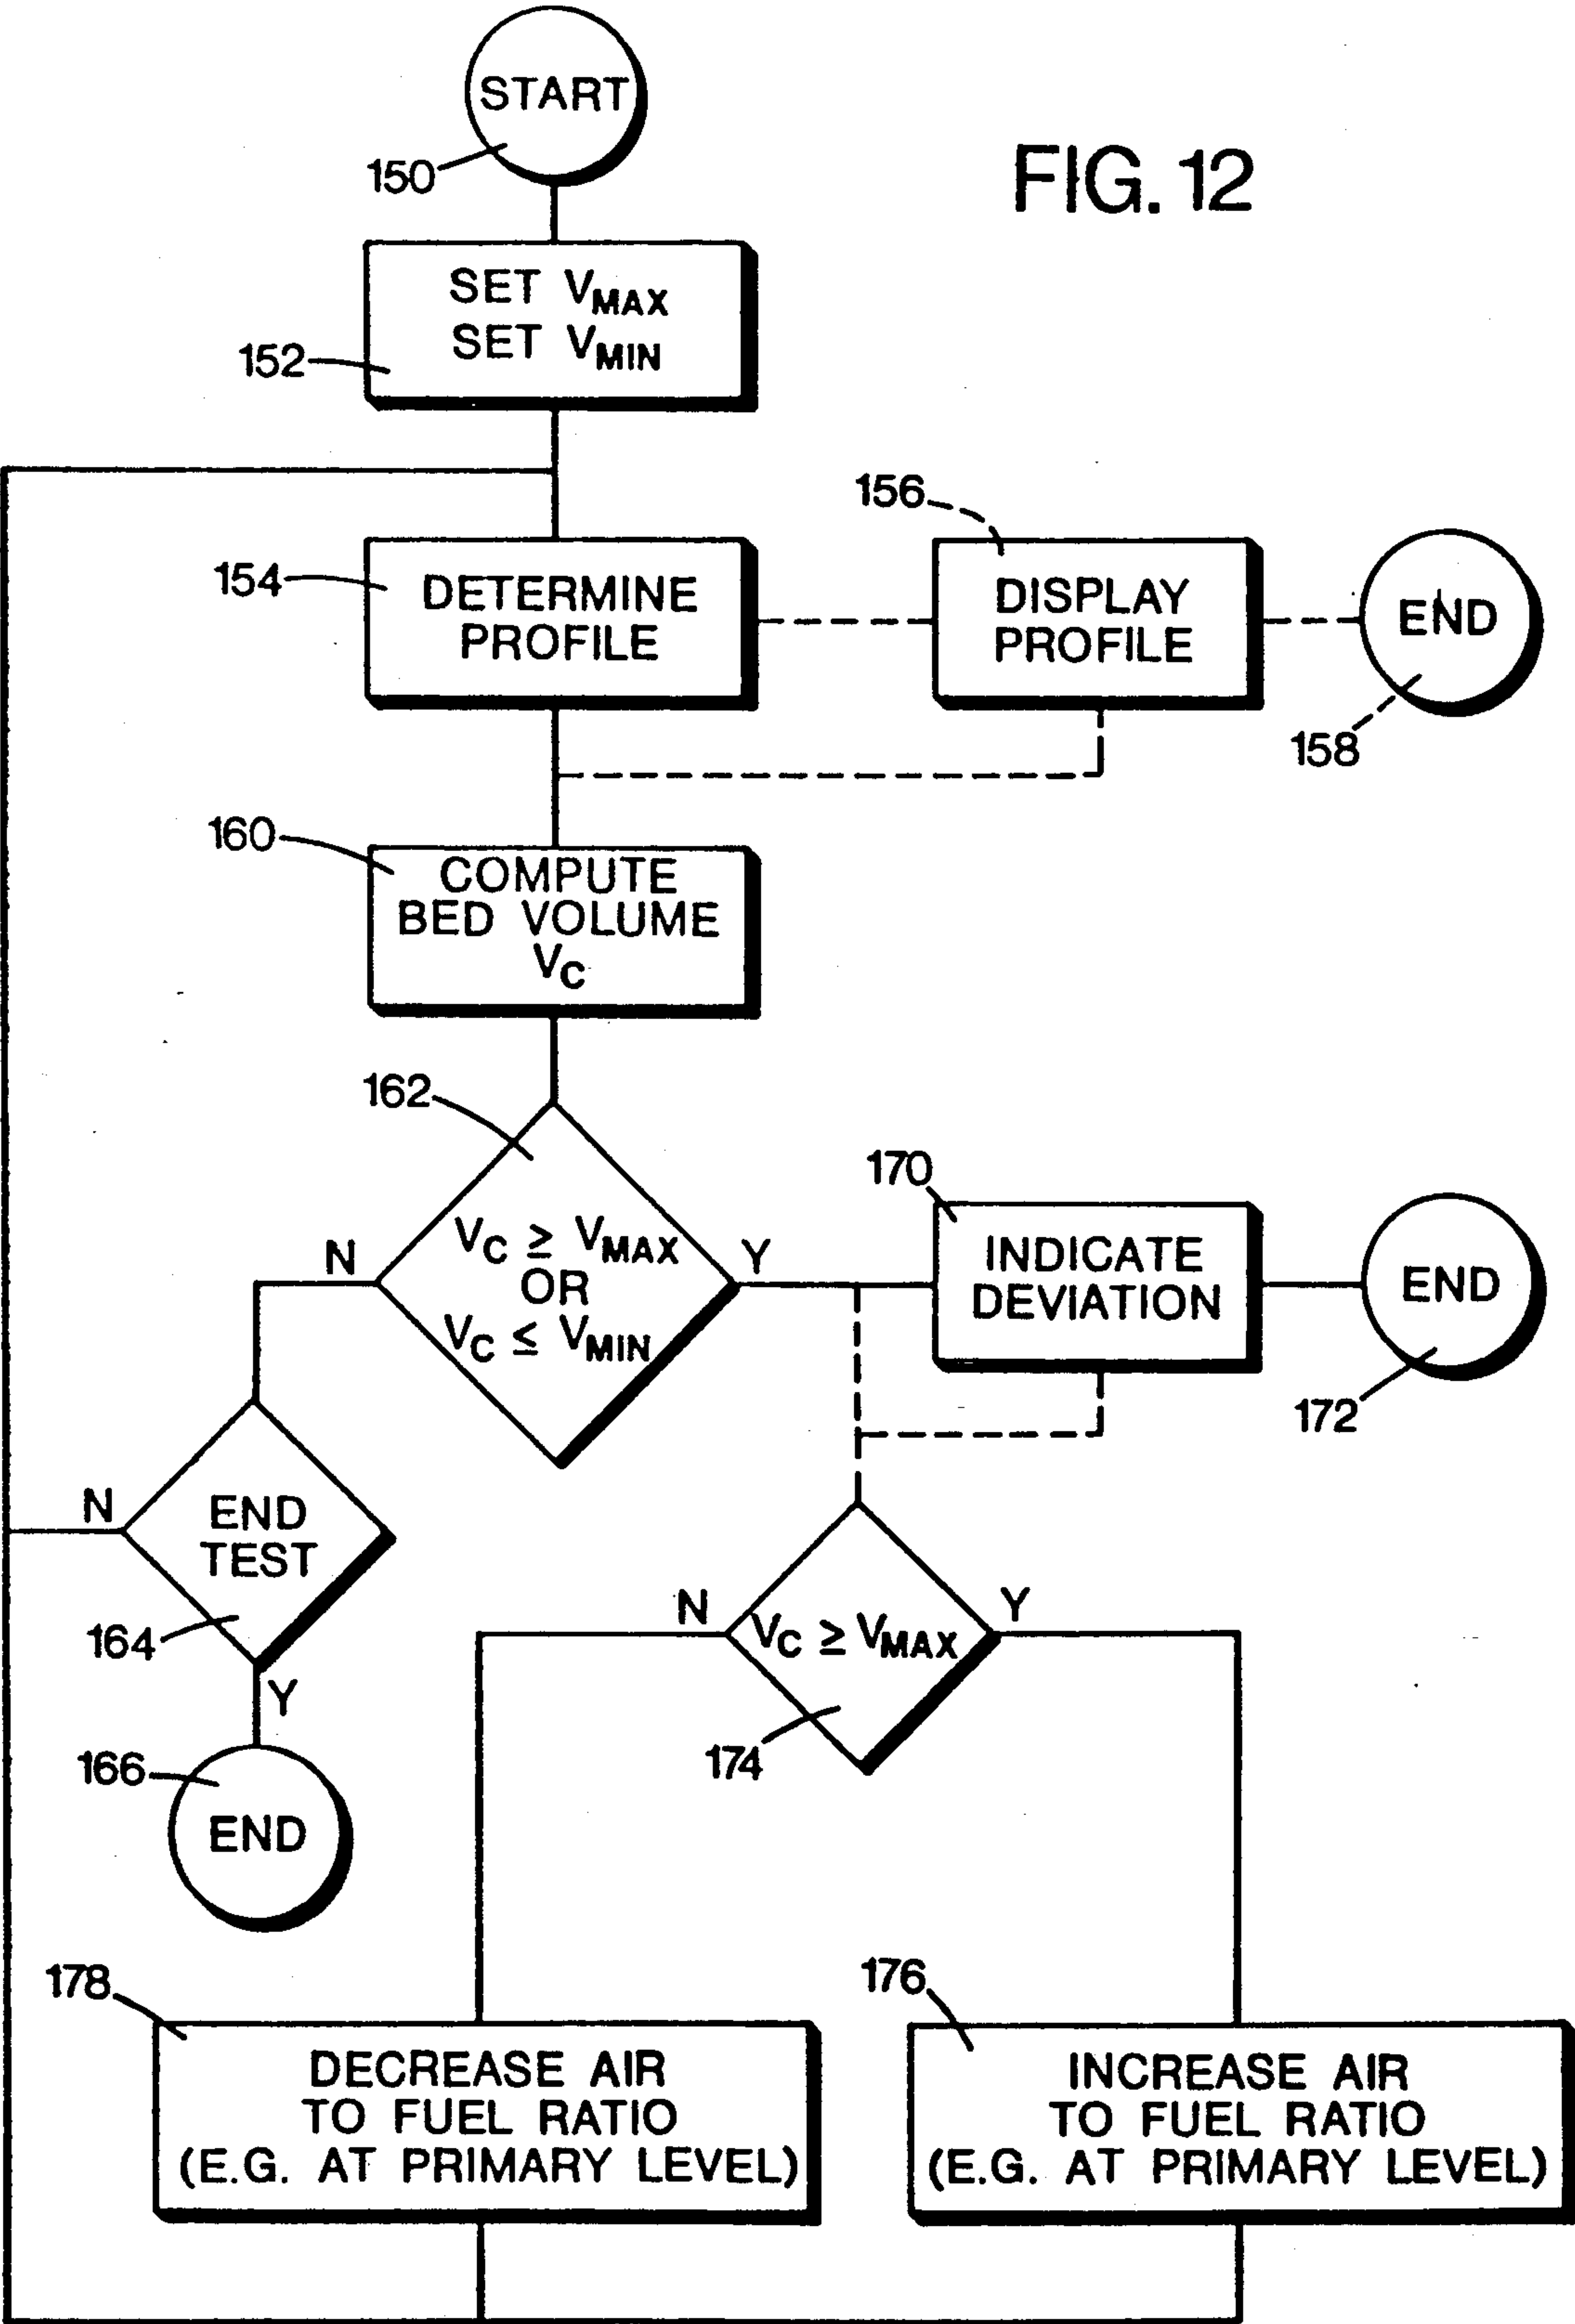 START
150
FIG. 12
SET VMAX
SET VMIN
152
156
154
DETERMINE
PROFILE
DISPLAY
PROFILE
END
158
160
COMPUTE
BED VOLUME
VC
162
170
N
VC ≥ VMAX
OR
VC ≤ VMIN
Y
INDICATE
DEVIATION
END
172
N
END
TEST
164
Y
N
VC ≥ VMAX
Y
174
166
END
178
176
DECREASE AIR
TO FUEL RATIO
(E.G. AT PRIMARY LEVEL)
INCREASE AIR
TO FUEL RATIO
(E.G. AT PRIMARY LEVEL)